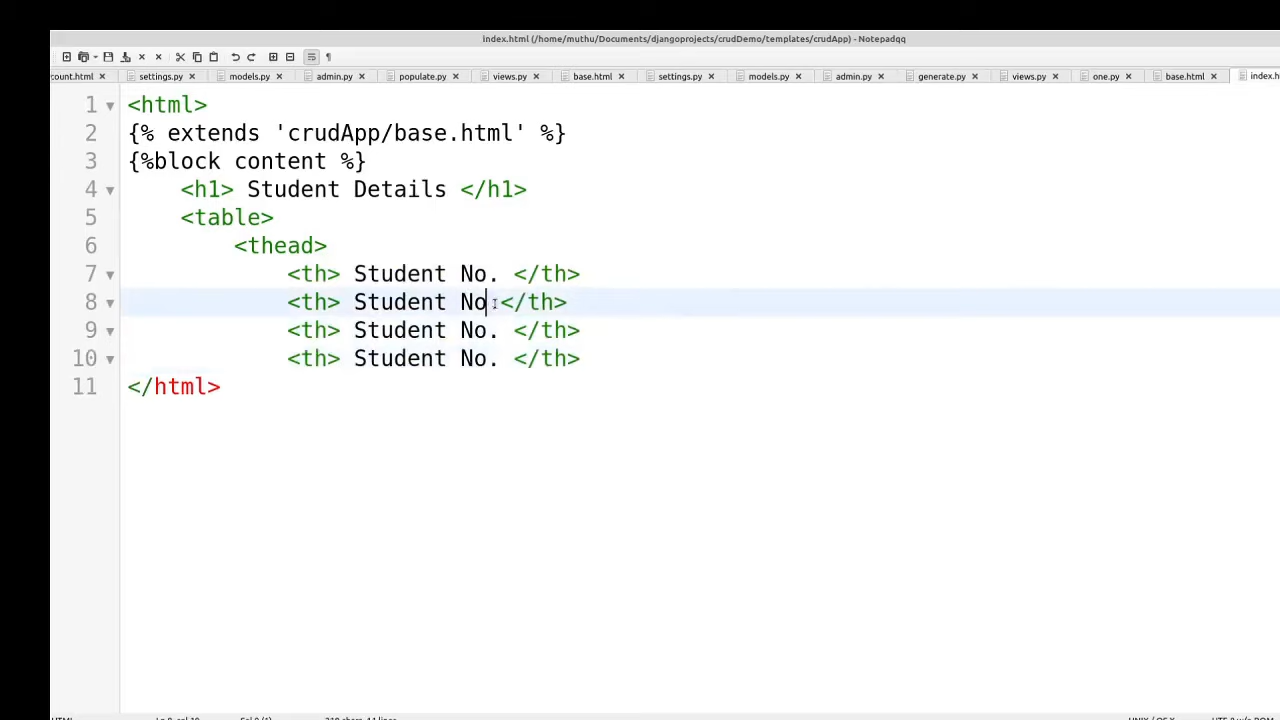 index.html (/home/muthu/Documents/djangoprojects/crudDemo/templates/crudApp) - Notepadqq
count.html settings.py models.py admin.py populate.py views.py base.html settings.py models.py admin.py generate.py views.py one.py base.html index.h
1 <html>
2 {% extends 'crudApp/base.html' %}
3 {%block content %}
4 <h1> Student Details </h1>
5 <table>
6 <thead>
7 <th> Student No. </th>
8 <th> Student No </th>
9 <th> Student No. </th>
10 <th> Student No. </th>
11 </html>